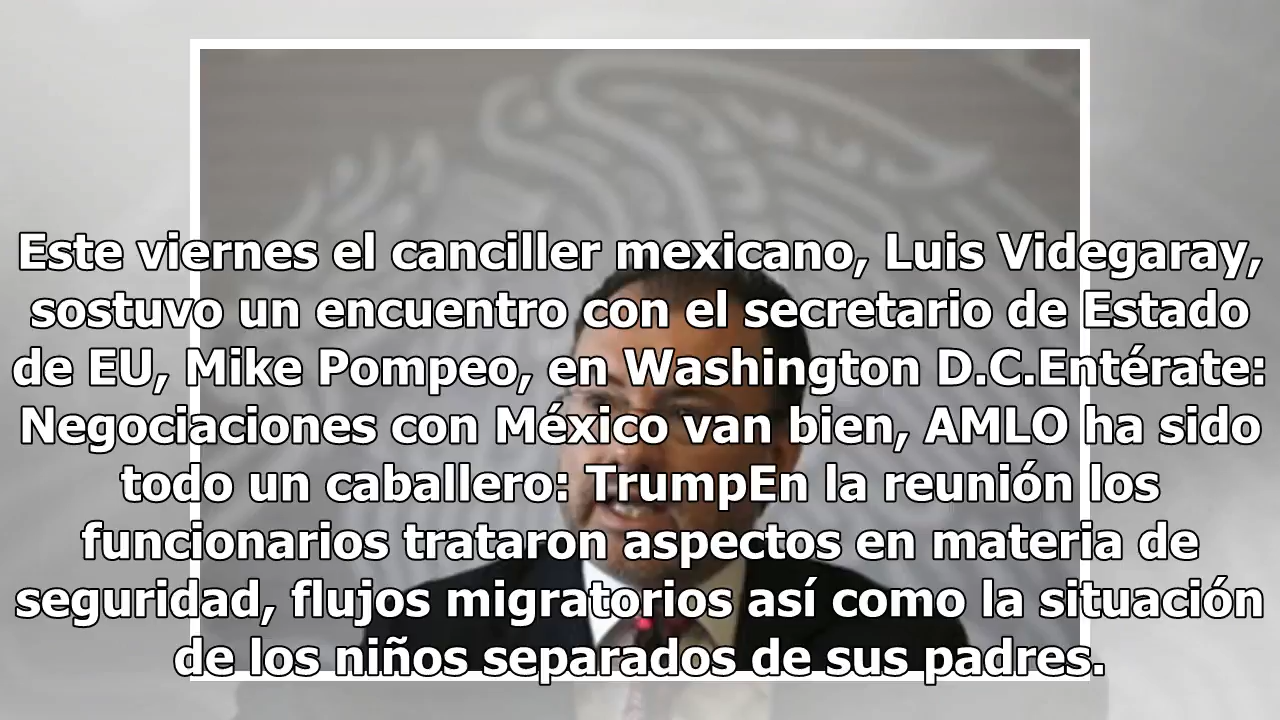 Este viernes el canciller mexicano, Luis Videgaray,
sostuvo un encuentro con el secretario de Estado
de EU, Mike Pompeo, en Washington D.C.Entérate:
Negociaciones con México van bien, AMLO ha sido
todo un caballero: TrumpEn la reunión los
funcionarios trataron aspectos en materia de
seguridad, flujos migratorios así como la situación
de los niños separados de sus padres.